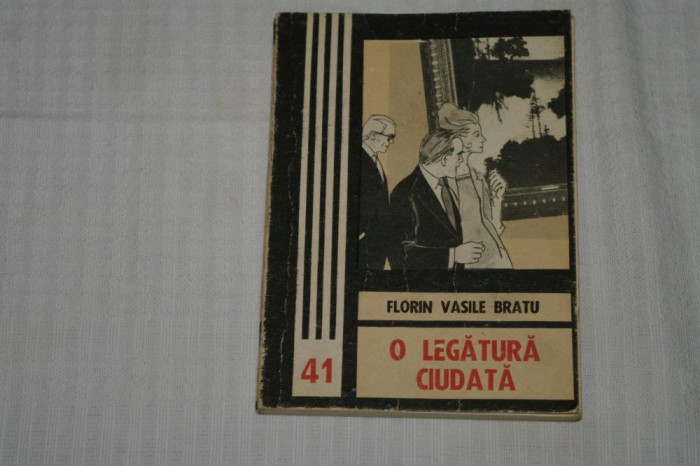 FLORIN VASILE BRATU
O LEGĂTURĂ
CIUDATĂ
41